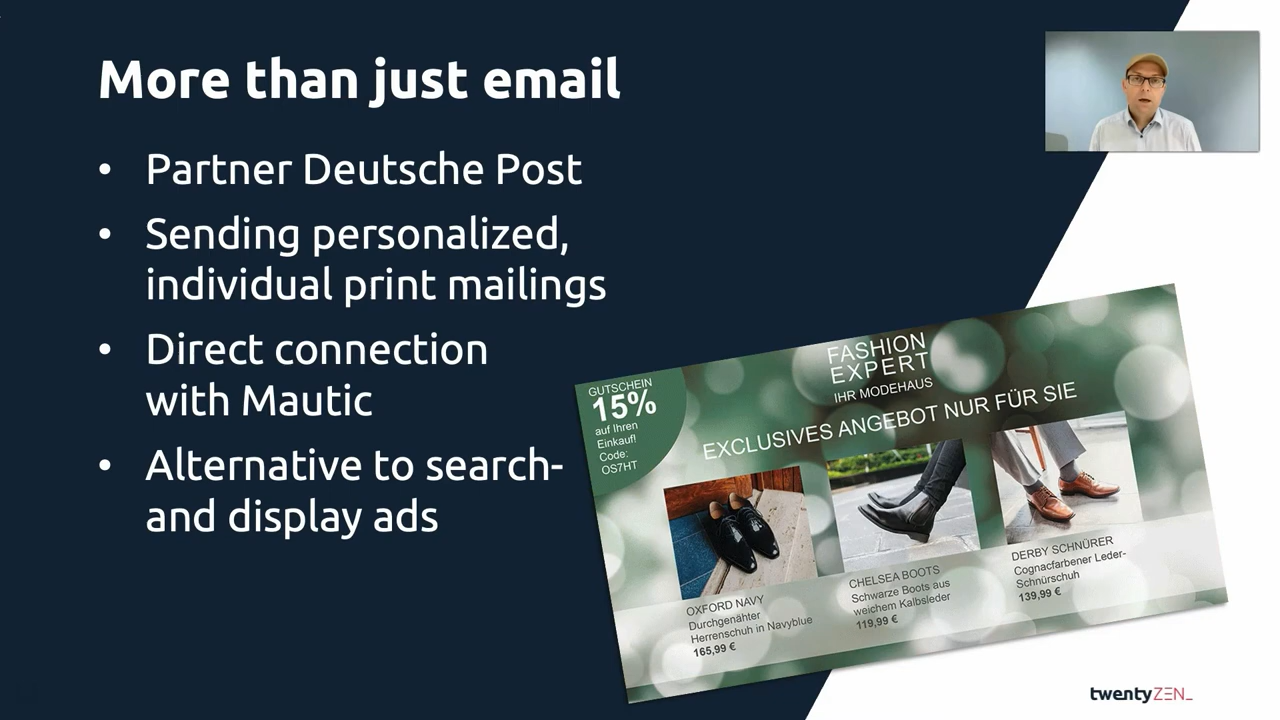 More than just email
• Partner Deutsche Post
• Sending personalized,
individual print mailings
• Direct connection
with Mautic
• Alternative to search-
and display ads
GUTSCHEIN
15%
auf Ihren
Einkauf!
Code:
OS7HT
FASHION
EXPERT
IHR MODEHAUS
EXCLUSIVES ANGEBOT NUR FÜR SIE
OXFORD NAVY
Durchgenähter
Herrenschuh in Navyblue
165,99 €
CHELSEA BOOTS
Schwarze Boots aus
weichem Kalbsleder
119,99 €
DERBY SCHNÜRER
Cognacfarbener Leder-
Schnürschuh
139,99 €
twentyZEN_